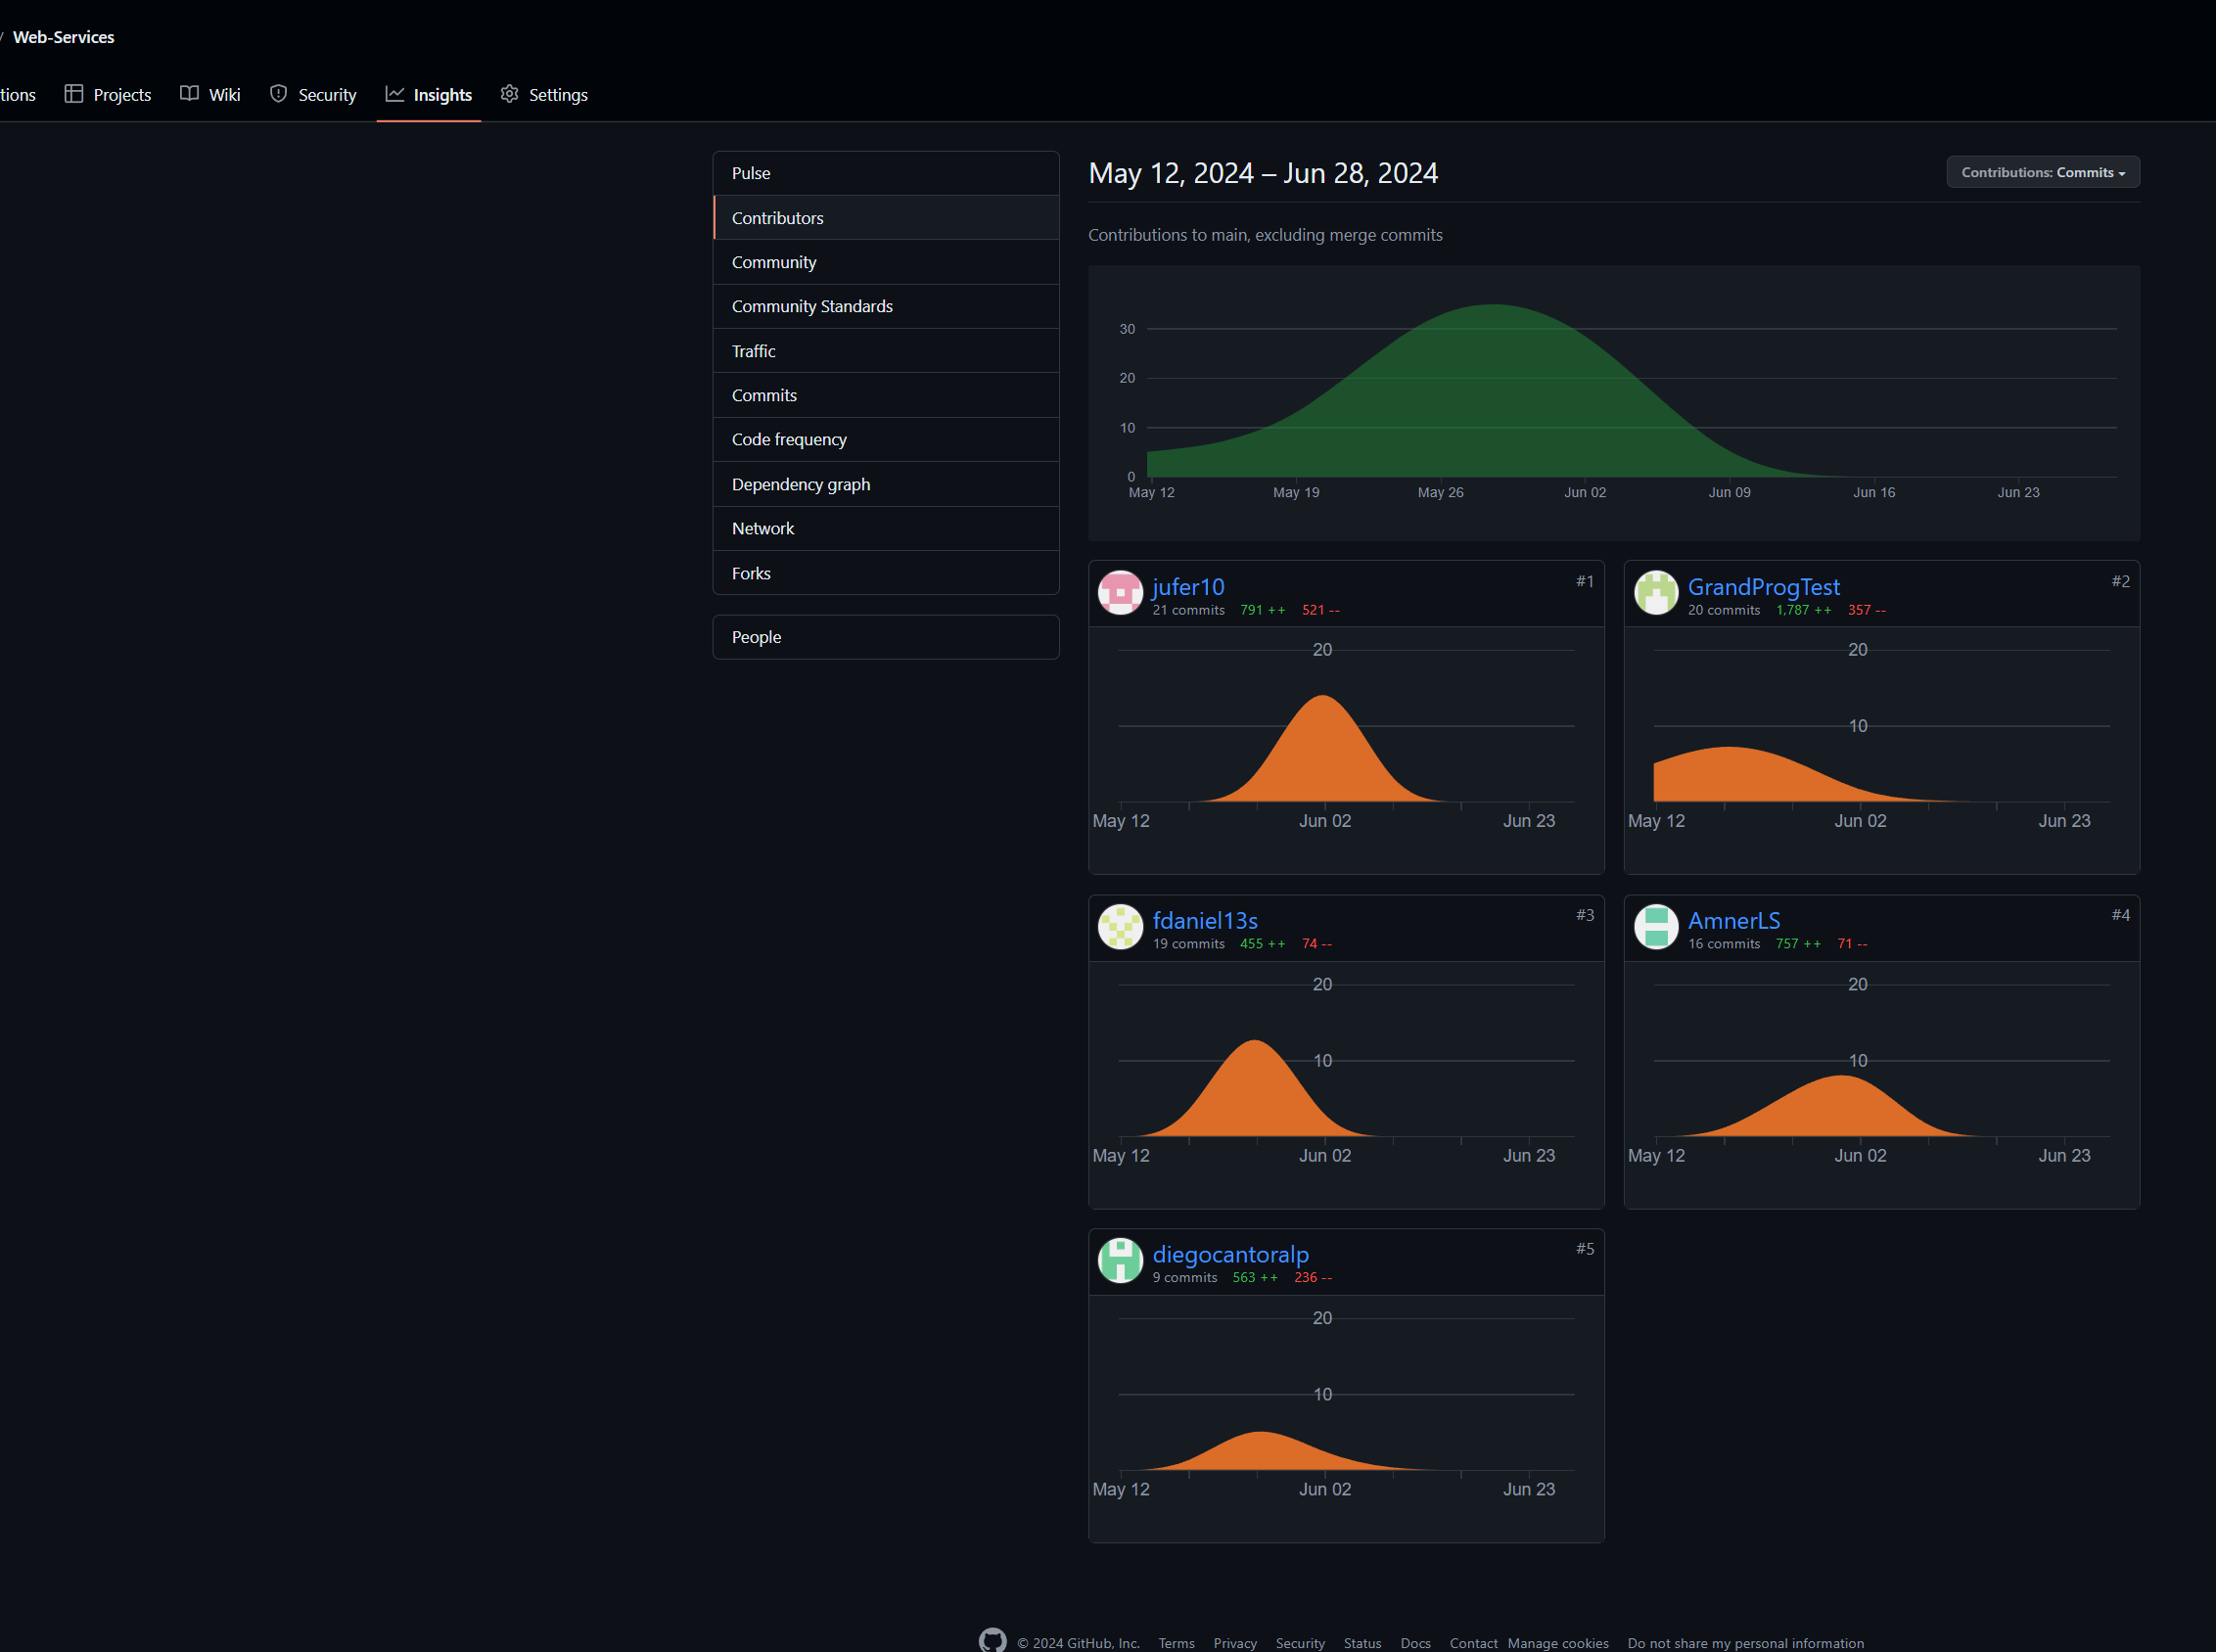 / Web-Services
tions Projects Wiki Security Insights Settings
Pulse
Contributors
Community
Community Standards
Traffic
Commits
Code frequency
Dependency graph
Network
Forks
People
May 12, 2024 – Jun 28, 2024
Contributions: Commits
Contributions to main, excluding merge commits
30
20
10
0
May 12 May 19 May 26 Jun 02 Jun 09 Jun 16 Jun 23
jufer10 #1
21 commits 791 ++ 521 --
20
May 12 Jun 02 Jun 23
GrandProgTest #2
20 commits 1,787 ++ 357 --
20
10
May 12 Jun 02 Jun 23
fdaniel13s #3
19 commits 455 ++ 74 --
20
10
May 12 Jun 02 Jun 23
AmnerLS #4
16 commits 757 ++ 71 --
20
10
May 12 Jun 02 Jun 23
diegocantoralp #5
9 commits 563 ++ 236 --
20
10
May 12 Jun 02 Jun 23
© 2024 GitHub, Inc. Terms Privacy Security Status Docs Contact Manage cookies Do not share my personal information